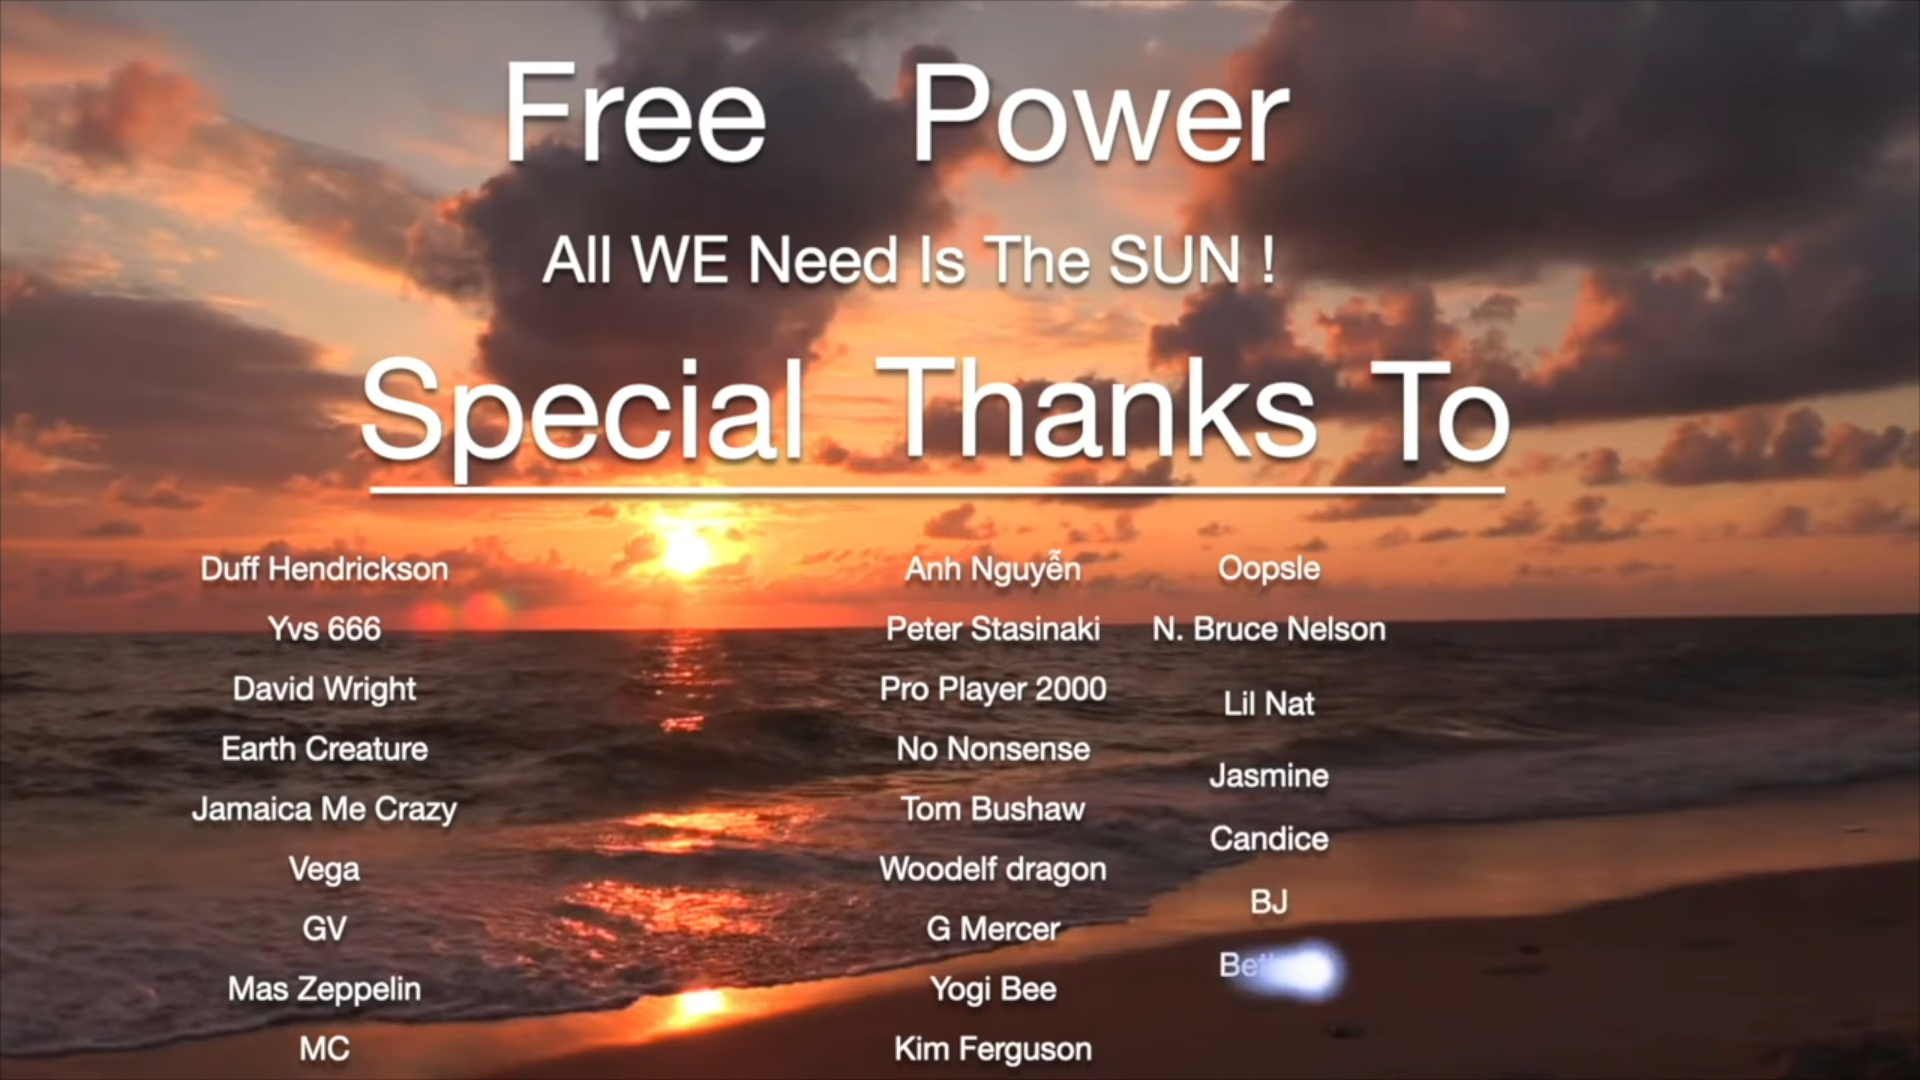 Free Power
All WE Need Is The SUN !
Special Thanks To
Duff Hendrickson
Yvs 666
David Wright
Earth Creature
Jamaica Me Crazy
Vega
GV
Mas Zeppelin
MC
Anh Nguyễn
Peter Stasinaki
Pro Player 2000
No Nonsense
Tom Bushaw
Woodelf dragon
G Mercer
Yogi Bee
Kim Ferguson
Oopsle
N. Bruce Nelson
Lil Nat
Jasmine
Candice
BJ